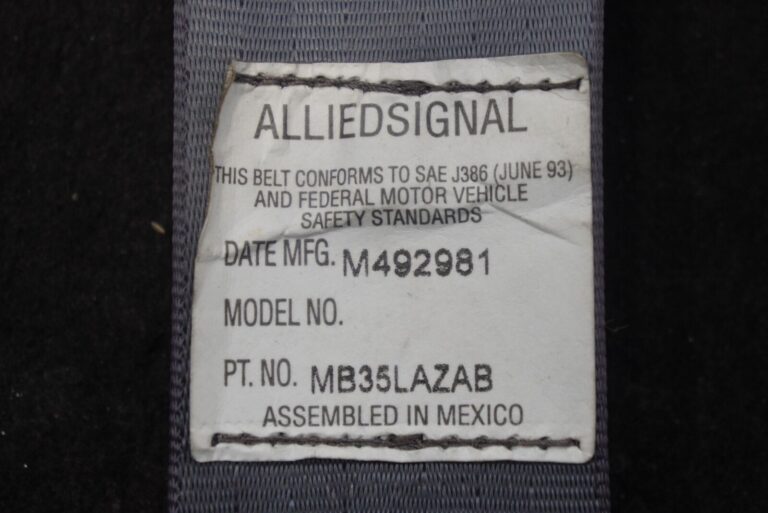 ALLIEDSIGNAL
THIS BELT CONFORMS TO SAE J386 (JUNE 93)
AND FEDERAL MOTOR VEHICLE
SAFETY STANDARDS
DATE MFG. M492981
MODEL NO.
PT. NO. MB35LAZAB
ASSEMBLED IN MEXICO